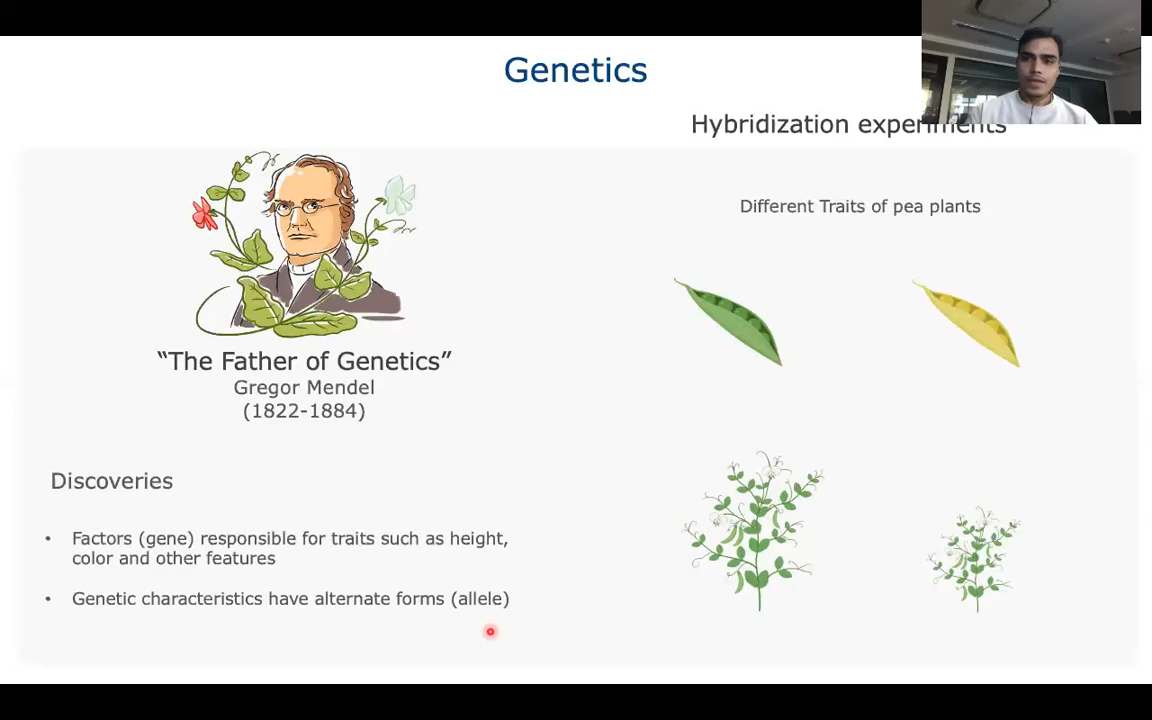 Genetics
Hybridization experiments
Different Traits of pea plants
“The Father of Genetics”
Gregor Mendel
(1822-1884)
Discoveries
• Factors (gene) responsible for traits such as height,
color and other features
• Genetic characteristics have alternate forms (allele)